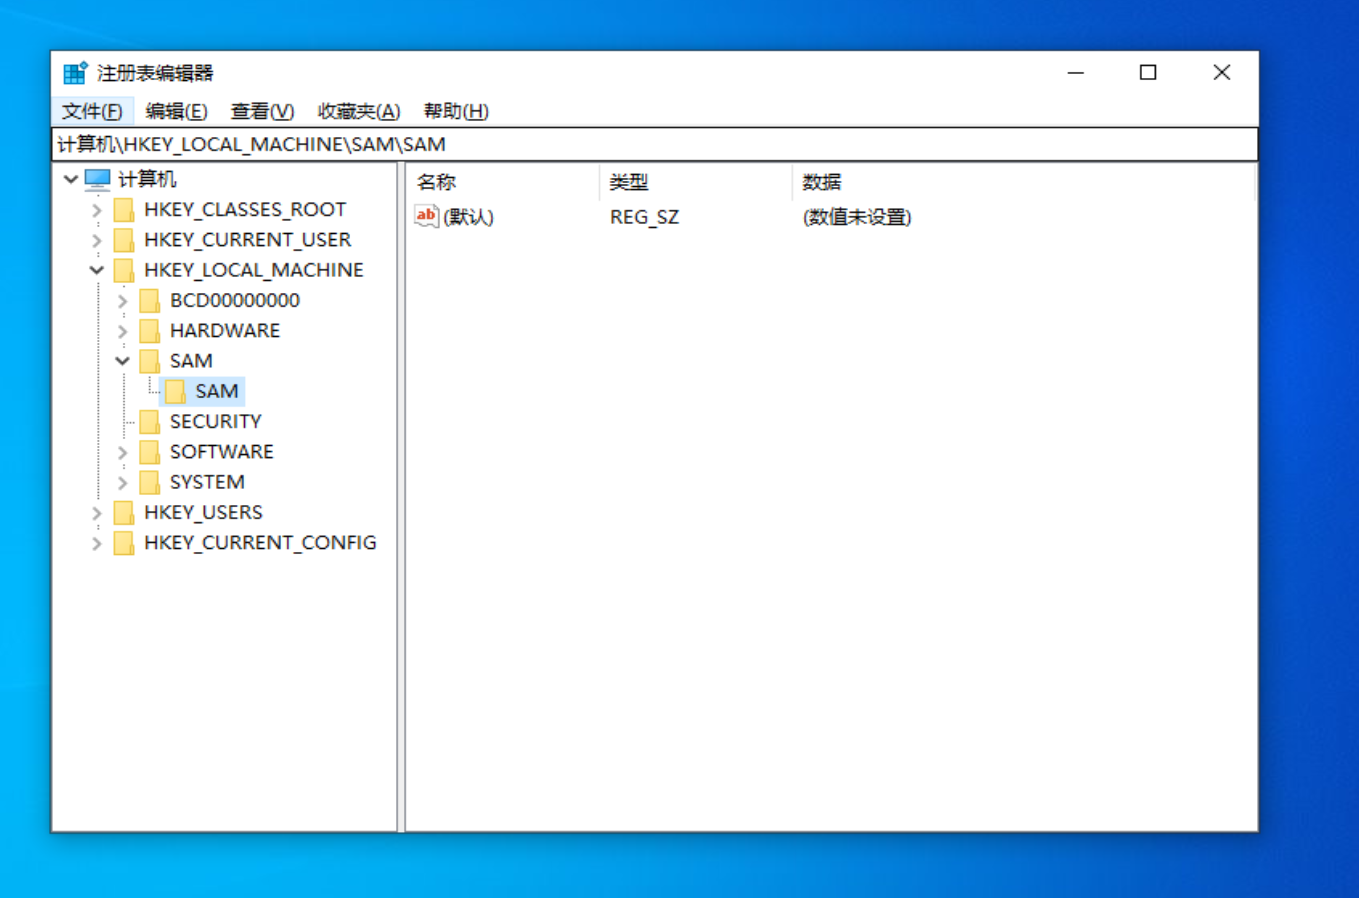 注册表编辑器
文件(F) 编辑(E) 查看(V) 收藏夹(A) 帮助(H)
计算机\HKEY_LOCAL_MACHINE\SAM\SAM
计算机
HKEY_CLASSES_ROOT
HKEY_CURRENT_USER
HKEY_LOCAL_MACHINE
BCD00000000
HARDWARE
SAM
SAM
SECURITY
SOFTWARE
SYSTEM
HKEY_USERS
HKEY_CURRENT_CONFIG
名称 类型 数据
ab (默认) REG_SZ (数值未设置)